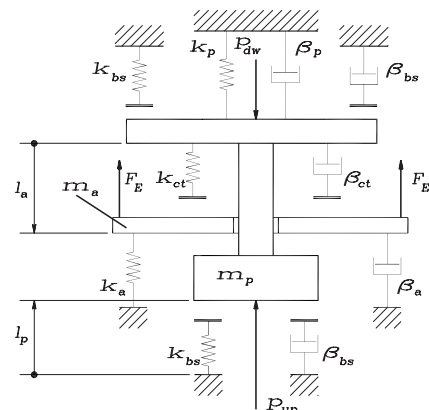 k_p P_dw β_p
k_bs β_bs
l_a m_a F_E k_ct β_ct F_E
k_a m_p β_a
l_p k_bs β_bs
P_up